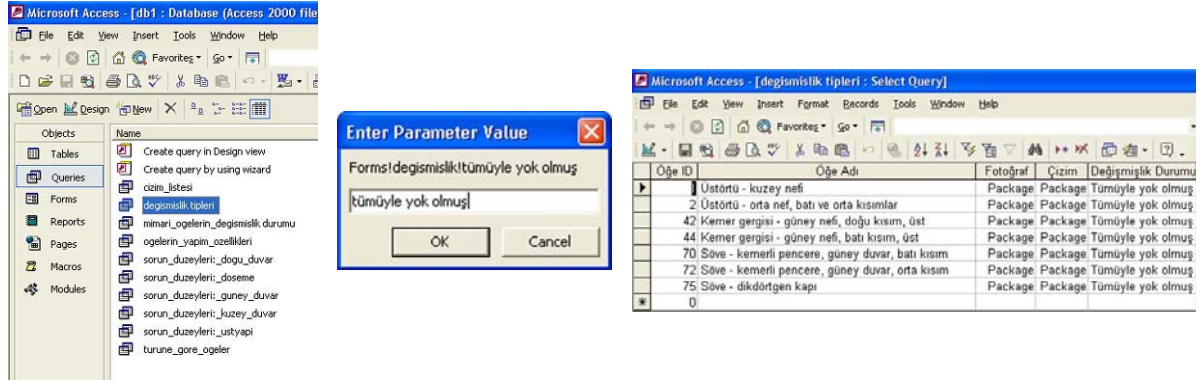 Microsoft Access - [db1 : Database (Access 2000 file
File Edit View Insert Tools Window Help
Favorites Go
Open Design New
Objects
Name
Tables
Queries
Forms
Reports
Pages
Macros
Modules
Create query in Design view
Create query by using wizard
cizim_listesi
degismislik tipleri
mimari_ogelerin_degismislik durumu
ogelerin_yapim_ozellikleri
sorun_duzeyleri:_dogu_duvar
sorun_duzeyleri:_doseme
sorun_duzeyleri:_guney_duvar
sorun_duzeyleri:_kuzey_duvar
sorun_duzeyleri:_ustyapi
turune_gore_ogeler
Enter Parameter Value
Forms!degismislik!tümüyle yok olmuş
tümüyle yok olmuş
OK Cancel
Microsoft Access - [degismislik tipleri : Select Query]
File Edit View Insert Format Records Tools Window Help
Favorites Go
Öğe ID Öğe Adı Fotoğraf Çizim Değişmişlik Durumu
Üstörtü - kuzey nefi Package Package Tümüyle yok olmuş
2 Üstörtü - orta nef, batı ve orta kısımlar Package Package Tümüyle yok olmuş
42 Kemer gergisi - güney nefi, doğu kısım, üst Package Package Tümüyle yok olmuş
44 Kemer gergisi - güney nefi, batı kısım, üst Package Package Tümüyle yok olmuş
70 Söve - kemerli pencere, güney duvar, batı kısım Package Package Tümüyle yok olmuş
72 Söve - kemerli pencere, güney duvar, orta kısım Package Package Tümüyle yok olmuş
75 Söve - dikdörtgen kapı Package Package Tümüyle yok olmuş
0